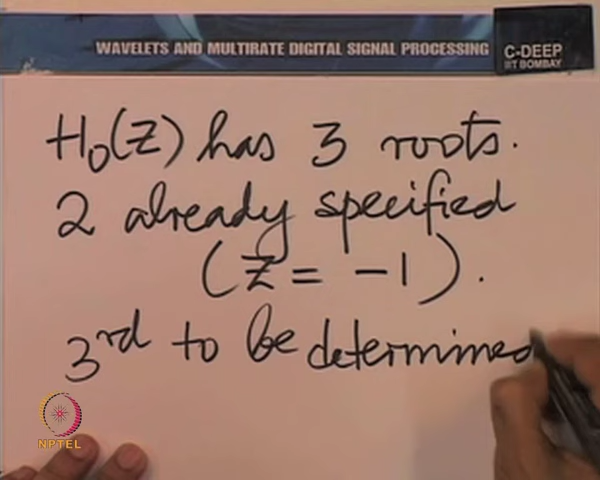 WAVELETS AND MULTIRATE DIGITAL SIGNAL PROCESSING
C-DEEP
IIT BOMBAY
H₀(Z) has 3 roots.
2 already specified
(Z = -1).
3rd to be determined
NPTEL